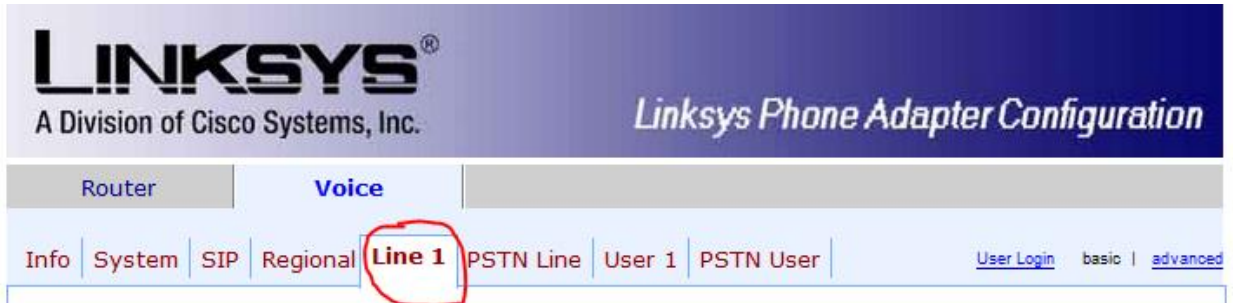 LINKSYS®
A Division of Cisco Systems, Inc.
Linksys Phone Adapter Configuration
Router Voice
Info System SIP Regional Line 1 PSTN Line User 1 PSTN User User Login basic | advanced